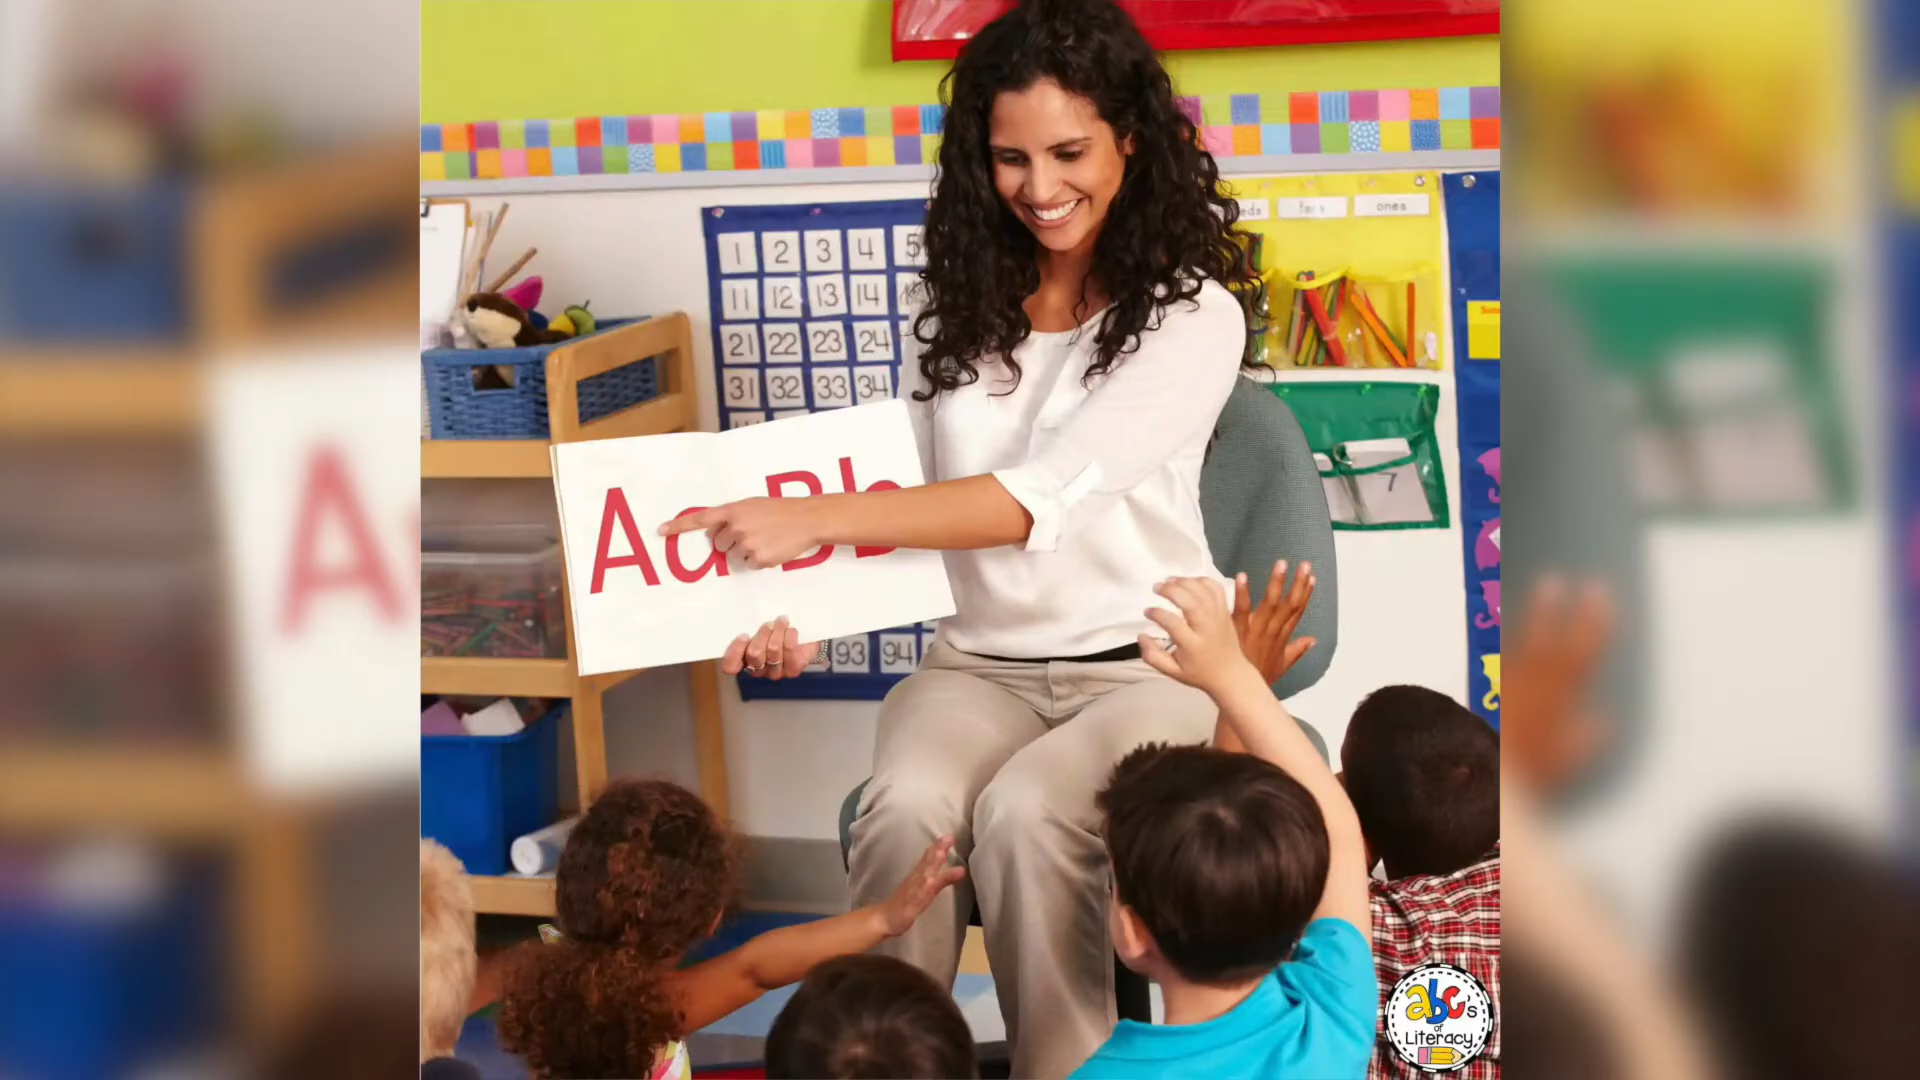 tens ones
1 2 3 4 5
11 12 13 14
21 22 23 24
31 32 33 34
Aa Bb
7
93 94
abc's
of
Literacy